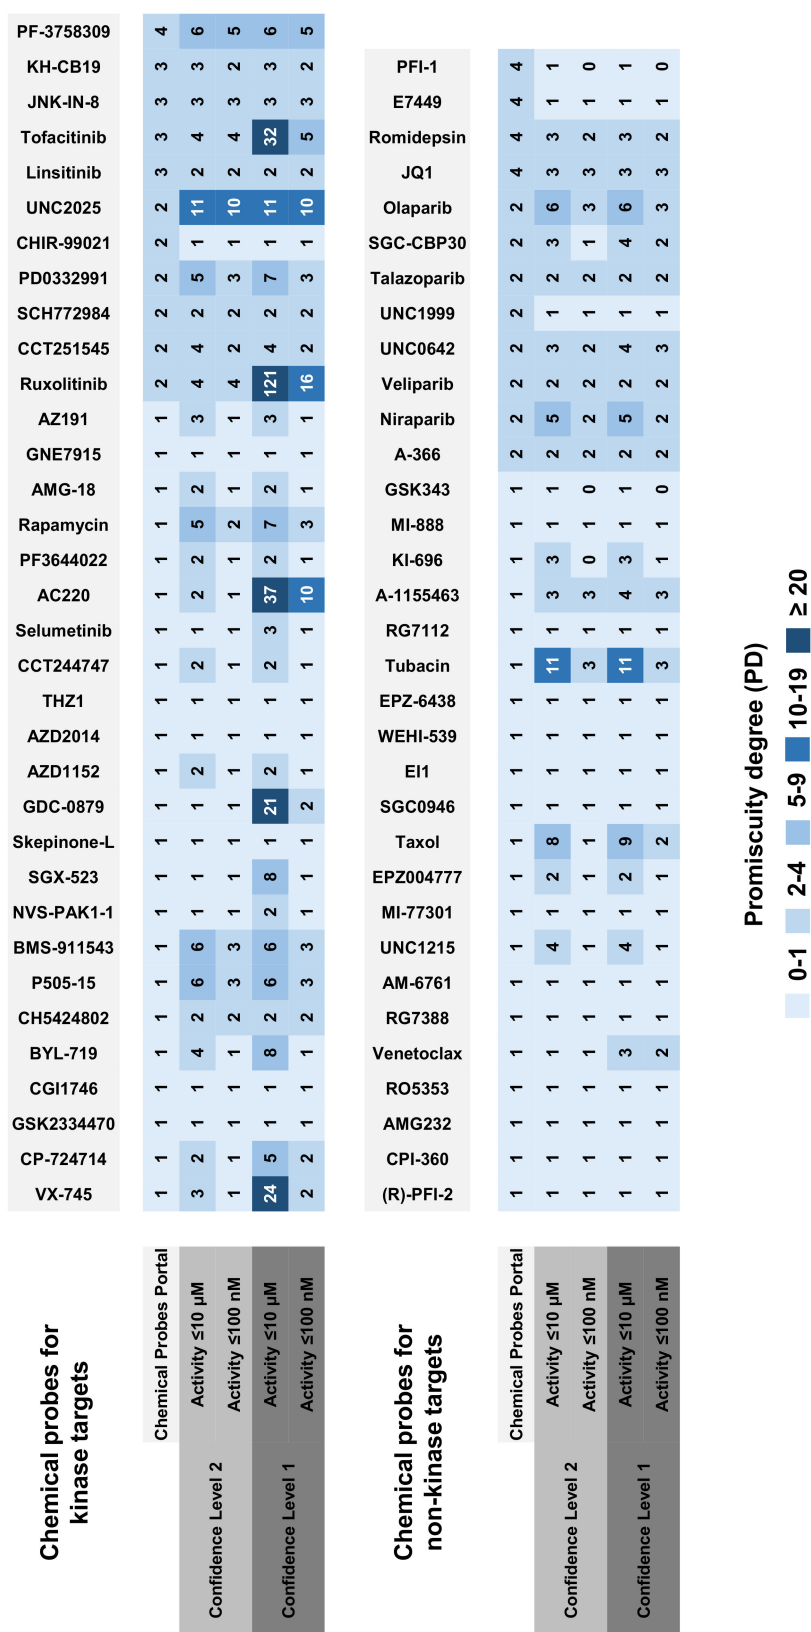 Chemical probes for
kinase targets
Chemical Probes Portal
Confidence Level 2
Activity ≤10 µM
Activity ≤100 nM
Confidence Level 1
Activity ≤10 µM
Activity ≤100 nM
PF-3758309 4 6 5 6 5
KH-CB19 3 3 2 3 2
JNK-IN-8 3 3 3 3 3
Tofacitinib 3 4 4 32 5
Linsitinib 3 2 2 2 2
UNC2025 2 11 10 11 10
CHIR-99021 2 1 1 1 1
PD0332991 2 5 3 7 3
SCH772984 2 2 2 2 2
CCT251545 2 4 2 4 2
Ruxolitinib 2 4 4 121 16
AZ191 1 3 1 3 1
GNE7915 1 1 1 1 1
AMG-18 1 2 1 2 1
Rapamycin 1 5 2 7 3
PF3644022 1 2 1 2 1
AC220 1 2 1 37 10
Selumetinib 1 1 1 3 1
CCT244747 1 2 1 2 1
THZ1 1 1 1 1 1
AZD2014 1 1 1 1 1
AZD1152 1 2 1 2 1
GDC-0879 1 1 1 21 2
Skepinone-L 1 1 1 1 1
SGX-523 1 1 1 8 1
NVS-PAK1-1 1 1 1 2 1
BMS-911543 1 6 3 6 3
P505-15 1 6 3 6 3
CH5424802 1 2 2 2 2
BYL-719 1 4 1 8 1
CGI1746 1 1 1 1 1
GSK2334470 1 1 1 1 1
CP-724714 1 2 1 5 2
VX-745 1 3 1 24 2
Chemical probes for
non-kinase targets
Chemical Probes Portal
Confidence Level 2
Activity ≤10 µM
Activity ≤100 nM
Confidence Level 1
Activity ≤10 µM
Activity ≤100 nM
PFI-1 4 1 0 1 0
E7449 4 1 1 1 1
Romidepsin 4 3 2 3 2
JQ1 4 3 3 3 3
Olaparib 2 6 3 6 3
SGC-CBP30 2 3 1 4 2
Talazoparib 2 2 2 2 2
UNC1999 2 1 1 1 1
UNC0642 2 3 2 4 3
Veliparib 2 2 2 2 2
Niraparib 2 5 2 5 2
A-366 2 2 2 2 2
GSK343 1 1 0 1 0
MI-888 1 1 1 1 1
KI-696 1 3 0 3 1
A-1155463 1 3 3 4 3
RG7112 1 1 1 1 1
Tubacin 1 11 3 11 3
EPZ-6438 1 1 1 1 1
WEHI-539 1 1 1 1 1
EI1 1 1 1 1 1
SGC0946 1 1 1 1 1
Taxol 1 8 1 9 2
EPZ004777 1 2 1 2 1
MI-77301 1 1 1 1 1
UNC1215 1 4 1 4 1
AM-6761 1 1 1 1 1
RG7388 1 1 1 1 1
Venetoclax 1 1 1 3 2
RO5353 1 1 1 1 1
AMG232 1 1 1 1 1
CPI-360 1 1 1 1 1
(R)-PFI-2 1 1 1 1 1
Promiscuity degree (PD)
0-1 2-4 5-9 10-19 ≥ 20